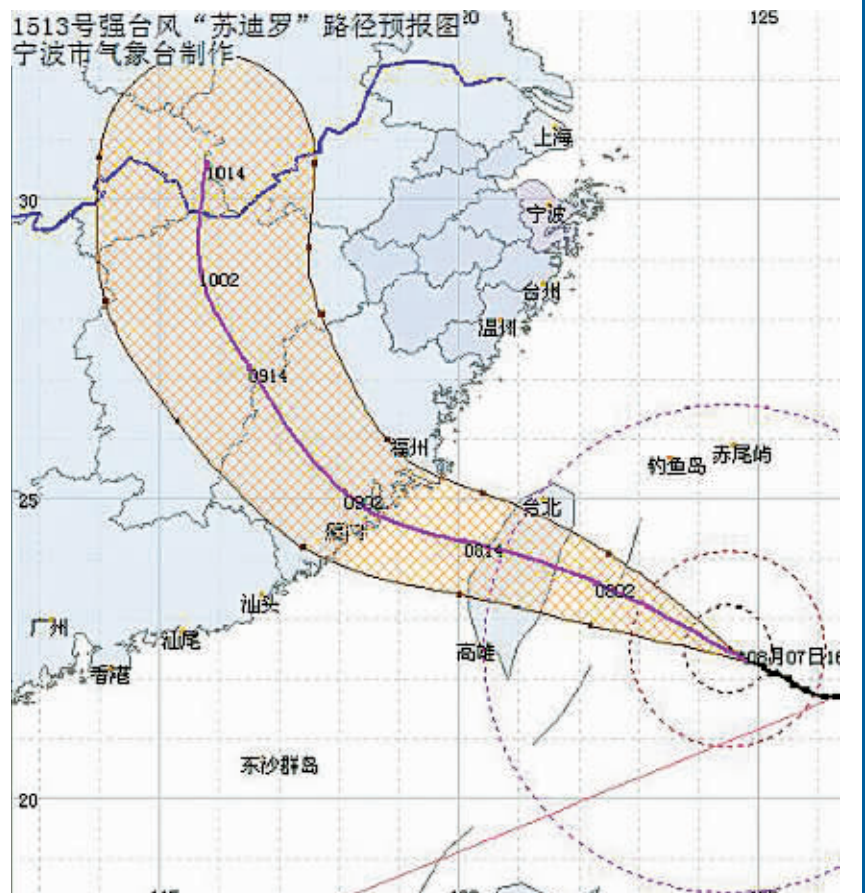 1513号强台风“苏迪罗”路径预报图
宁波市气象台制作
20
125
上海
1014
30
宁波
1002
台州
温州
0914
福州
钓鱼岛
赤尾屿
25
0902
台北
厦门
0814
0802
汕头
广州
汕尾
高雄
08月07日16
香港
东沙群岛
20